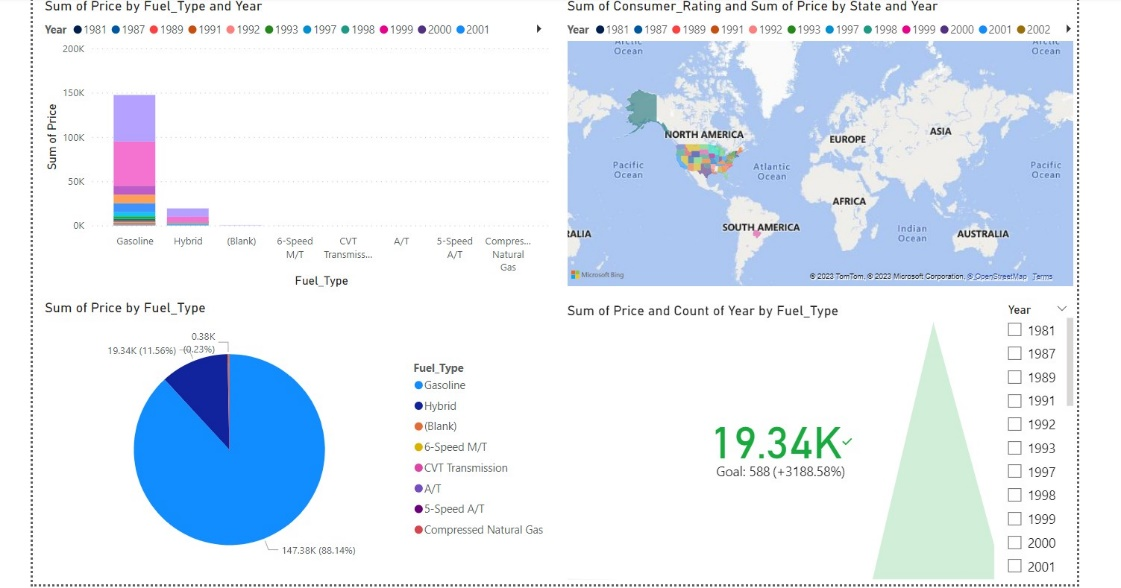 Sum of Price by Fuel_Type and Year
Year 1981 1987 1989 1991 1992 1993 1997 1998 1999 2000 2001
200K
150K
100K
50K
0K
Sum of Price
Gasoline Hybrid (Blank) 6-Speed M/T CVT Transmiss... A/T 5-Speed A/T Compres... Natural Gas
Fuel_Type
Sum of Consumer_Rating and Sum of Price by State and Year
Year 1981 1987 1989 1991 1992 1993 1997 1998 1999 2000 2001 2002
Arctic Ocean
Arctic Ocean
NORTH AMERICA
EUROPE
ASIA
Pacific Ocean
Atlantic Ocean
Pacific Ocean
AFRICA
SOUTH AMERICA
RALIA
Indian Ocean
AUSTRALIA
Microsoft Bing
© 2023 TomTom, © 2023 Microsoft Corporation, © OpenStreetMap Terms
Sum of Price by Fuel_Type
0.38K
(0.23%)
19.34K (11.56%)
147.38K (88.14%)
Fuel_Type
Gasoline
Hybrid
(Blank)
6-Speed M/T
CVT Transmission
A/T
5-Speed A/T
Compressed Natural Gas
Sum of Price and Count of Year by Fuel_Type
19.34K
Goal: 588 (+3188.58%)
Year
1981
1987
1989
1991
1992
1993
1997
1998
1999
2000
2001